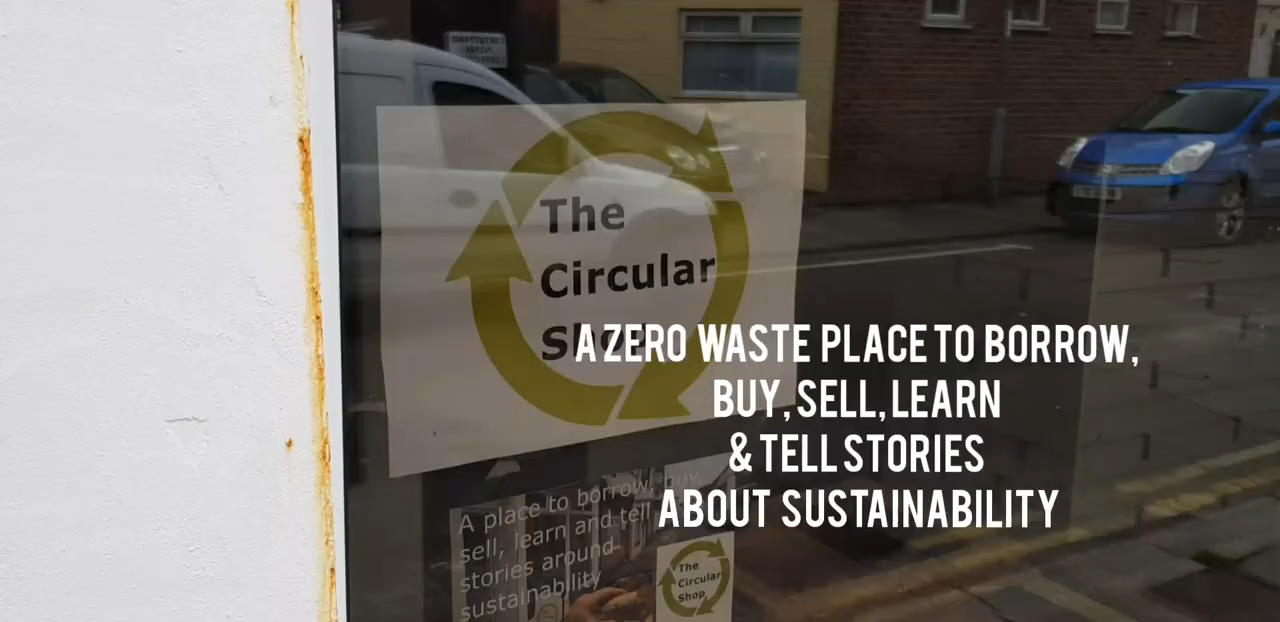 The
Circular
Shop
A ZERO WASTE PLACE TO BORROW,
BUY, SELL, LEARN
& TELL STORIES
ABOUT SUSTAINABILITY
A place to borrow, buy
sell, learn and tell
stories around
sustainability
The
Circular
Shop